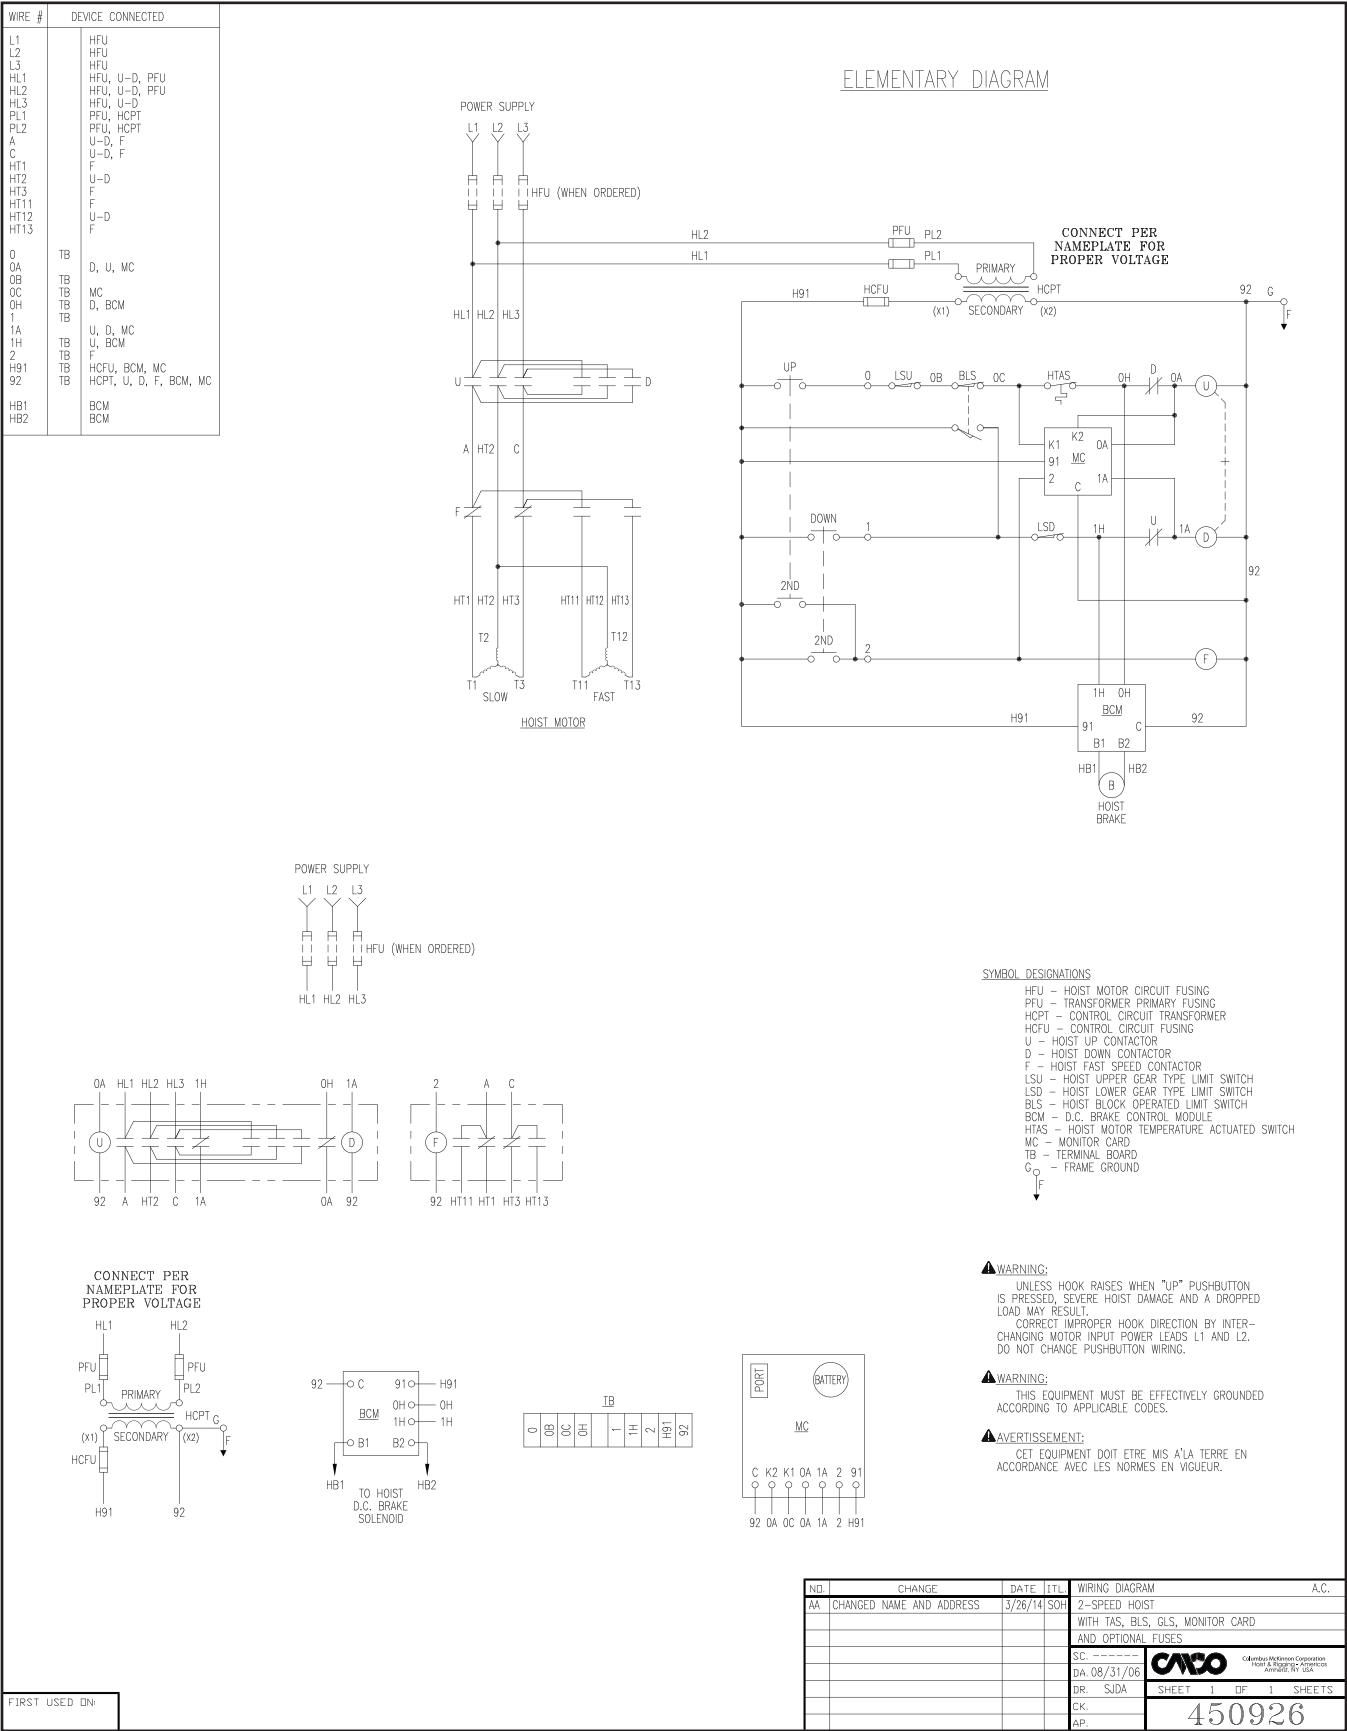 WIRE # DEVICE CONNECTED
L1 HFU
L2 HFU
L3 HFU
HL1 HFU, U-D, PFU
HL2 HFU, U-D, PFU
HL3 HFU, U-D
PL1 PFU, HCPT
PL2 PFU, HCPT
A U-D, F
C U-D, F
HT1 F
HT2 U-D
HT3 F
HT11 F
HT12 U-D
HT13 F
0 TB
0A D, U, MC
0B TB
0C TB MC
0H TB D, BCM
1 TB
1A U, D, MC
1H TB U, BCM
2 TB F
H91 TB HCFU, BCM, MC
92 TB HCPT, U, D, F, BCM, MC
HB1 BCM
HB2 BCM
ELEMENTARY DIAGRAM
POWER SUPPLY
L1 L2 L3
HFU (WHEN ORDERED)
HL2 PFU PL2
HL1 PL1
CONNECT PER
NAMEPLATE FOR
PROPER VOLTAGE
PRIMARY
H91 HCFU HCPT 92 G
(X1) SECONDARY (X2) F
HL1 HL2 HL3
U D
A HT2 C
F
HT1 HT2 HT3 HT11 HT12 HT13
T2 T12
T1 T3 T11 T13
SLOW FAST
HOIST MOTOR
UP 0 LSU 0B BLS 0C HTAS 0H D 0A U
K1 K2 0A
91 MC
2 C 1A
DOWN 1 LSD 1H U 1A D
92
2ND
2ND 2 F
1H 0H
BCM
H91 91 C 92
B1 B2
HB1 HB2
B
HOIST
BRAKE
POWER SUPPLY
L1 L2 L3
HFU (WHEN ORDERED)
HL1 HL2 HL3
0A HL1 HL2 HL3 1H 0H 1A
U D
92 A HT2 C 1A 0A 92
2 A C
F
92 HT11 HT1 HT3 HT13
SYMBOL DESIGNATIONS
HFU - HOIST MOTOR CIRCUIT FUSING
PFU - TRANSFORMER PRIMARY FUSING
HCPT - CONTROL CIRCUIT TRANSFORMER
HCFU - CONTROL CIRCUIT FUSING
U - HOIST UP CONTACTOR
D - HOIST DOWN CONTACTOR
F - HOIST FAST SPEED CONTACTOR
LSU - HOIST UPPER GEAR TYPE LIMIT SWITCH
LSD - HOIST LOWER GEAR TYPE LIMIT SWITCH
BLS - HOIST BLOCK OPERATED LIMIT SWITCH
BCM - D.C. BRAKE CONTROL MODULE
HTAS - HOIST MOTOR TEMPERATURE ACTUATED SWITCH
MC - MONITOR CARD
TB - TERMINAL BOARD
G - FRAME GROUND
F
CONNECT PER
NAMEPLATE FOR
PROPER VOLTAGE
HL1 HL2
PFU PFU
PL1 PL2
PRIMARY
HCPT G
(X1) SECONDARY (X2) F
HCFU
H91 92
92 C 91 H91
0H 0H
BCM
1H 1H
B1 B2
HB1 HB2
TO HOIST
D.C. BRAKE
SOLENOID
TB
0 0B 0C 0H 1 1H 2 H91 92
PORT BATTERY
MC
C K2 K1 0A 1A 2 91
92 0A 0C 0A 1A 2 H91
WARNING:
UNLESS HOOK RAISES WHEN "UP" PUSHBUTTON
IS PRESSED, SEVERE HOIST DAMAGE AND A DROPPED
LOAD MAY RESULT.
CORRECT IMPROPER HOOK DIRECTION BY INTER-
CHANGING MOTOR INPUT POWER LEADS L1 AND L2.
DO NOT CHANGE PUSHBUTTON WIRING.
WARNING:
THIS EQUIPMENT MUST BE EFFECTIVELY GROUNDED
ACCORDING TO APPLICABLE CODES.
AVERTISSEMENT:
CET EQUIPMENT DOIT ETRE MIS A'LA TERRE EN
ACCORDANCE AVEC LES NORMES EN VIGUEUR.
NO. CHANGE DATE ITL.
AA CHANGED NAME AND ADDRESS 3/26/14 SOH
WIRING DIAGRAM A.C.
2-SPEED HOIST
WITH TAS, BLS, GLS, MONITOR CARD
AND OPTIONAL FUSES
SC. ------
DA. 08/31/06
DR. SJDA
CK.
AP.
CMCO
Columbus McKinnon Corporation
Hoist & Rigging - Americas
Amherst, NY USA
SHEET 1 OF 1 SHEETS
450926
FIRST USED ON: